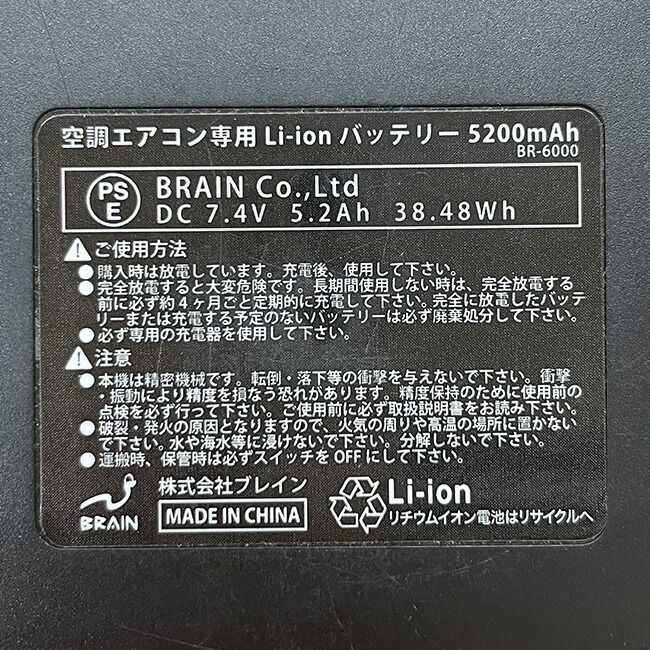 空調エアコン専用 Li-ion バッテリー 5200mAh
BR-6000
PS
E
BRAIN Co.,Ltd
DC 7.4V 5.2Ah 38.48Wh
ご使用方法
●購入時は放電しています。充電後、使用して下さい。
●完全放電すると大変危険です。長期間使用しない時は、完全放電する
前に必ず約4ヶ月ごと定期的に充電して下さい。完全に放電したバッテ
リーまたは充電する予定のないバッテリーは必ず廃棄処分して下さい。
●必ず専用の充電器を使用して下さい。
注意
●本機は精密機械です。転倒・落下等の衝撃を与えないで下さい。衝撃
・振動により精度を損なう恐れがあります。精度保持のために使用前の
点検を必ず行って下さい。ご使用前に必ず取扱説明書をお読み下さい。
●破裂・発火の原因となりますので、火気の周りや高温の場所に置かない
で下さい。水や海水等に浸けないで下さい。分解しないで下さい。
●運搬時、保管時は必ずスイッチを OFF にして下さい。
BRAIN
株式会社ブレイン
MADE IN CHINA
Li-ion
リチウムイオン電池はリサイクルへ